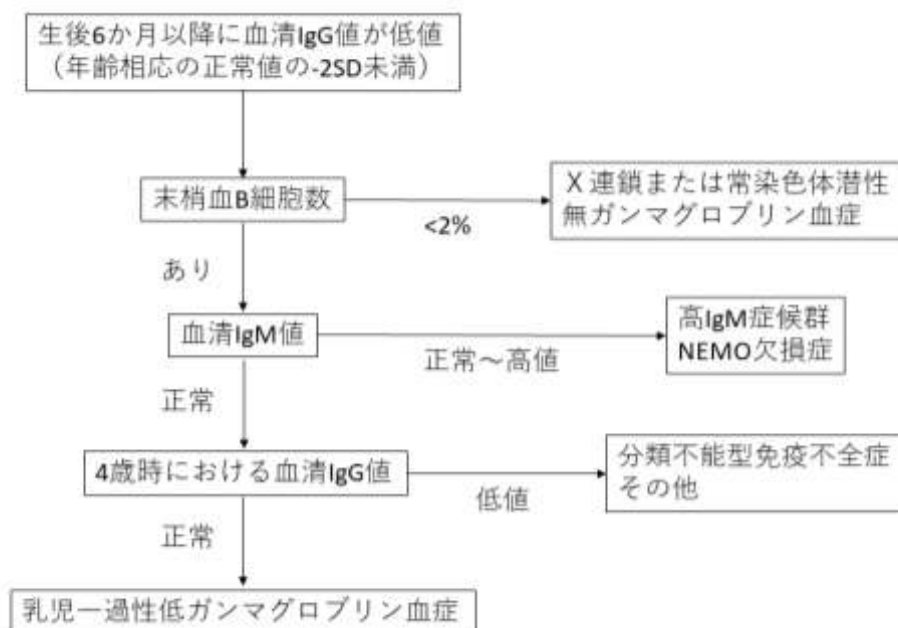 生後6か月以降に血清IgG値が低値
（年齢相応の正常値の-2SD未満）
末梢血B細胞数
<2%
X連鎖または常染色体潜性
無ガンマグロブリン血症
あり
血清IgM値
正常～高値
高IgM症候群
NEMO欠損症
正常
4歳時における血清IgG値
低値
分類不能型免疫不全症
その他
正常
乳児一過性低ガンマグロブリン血症